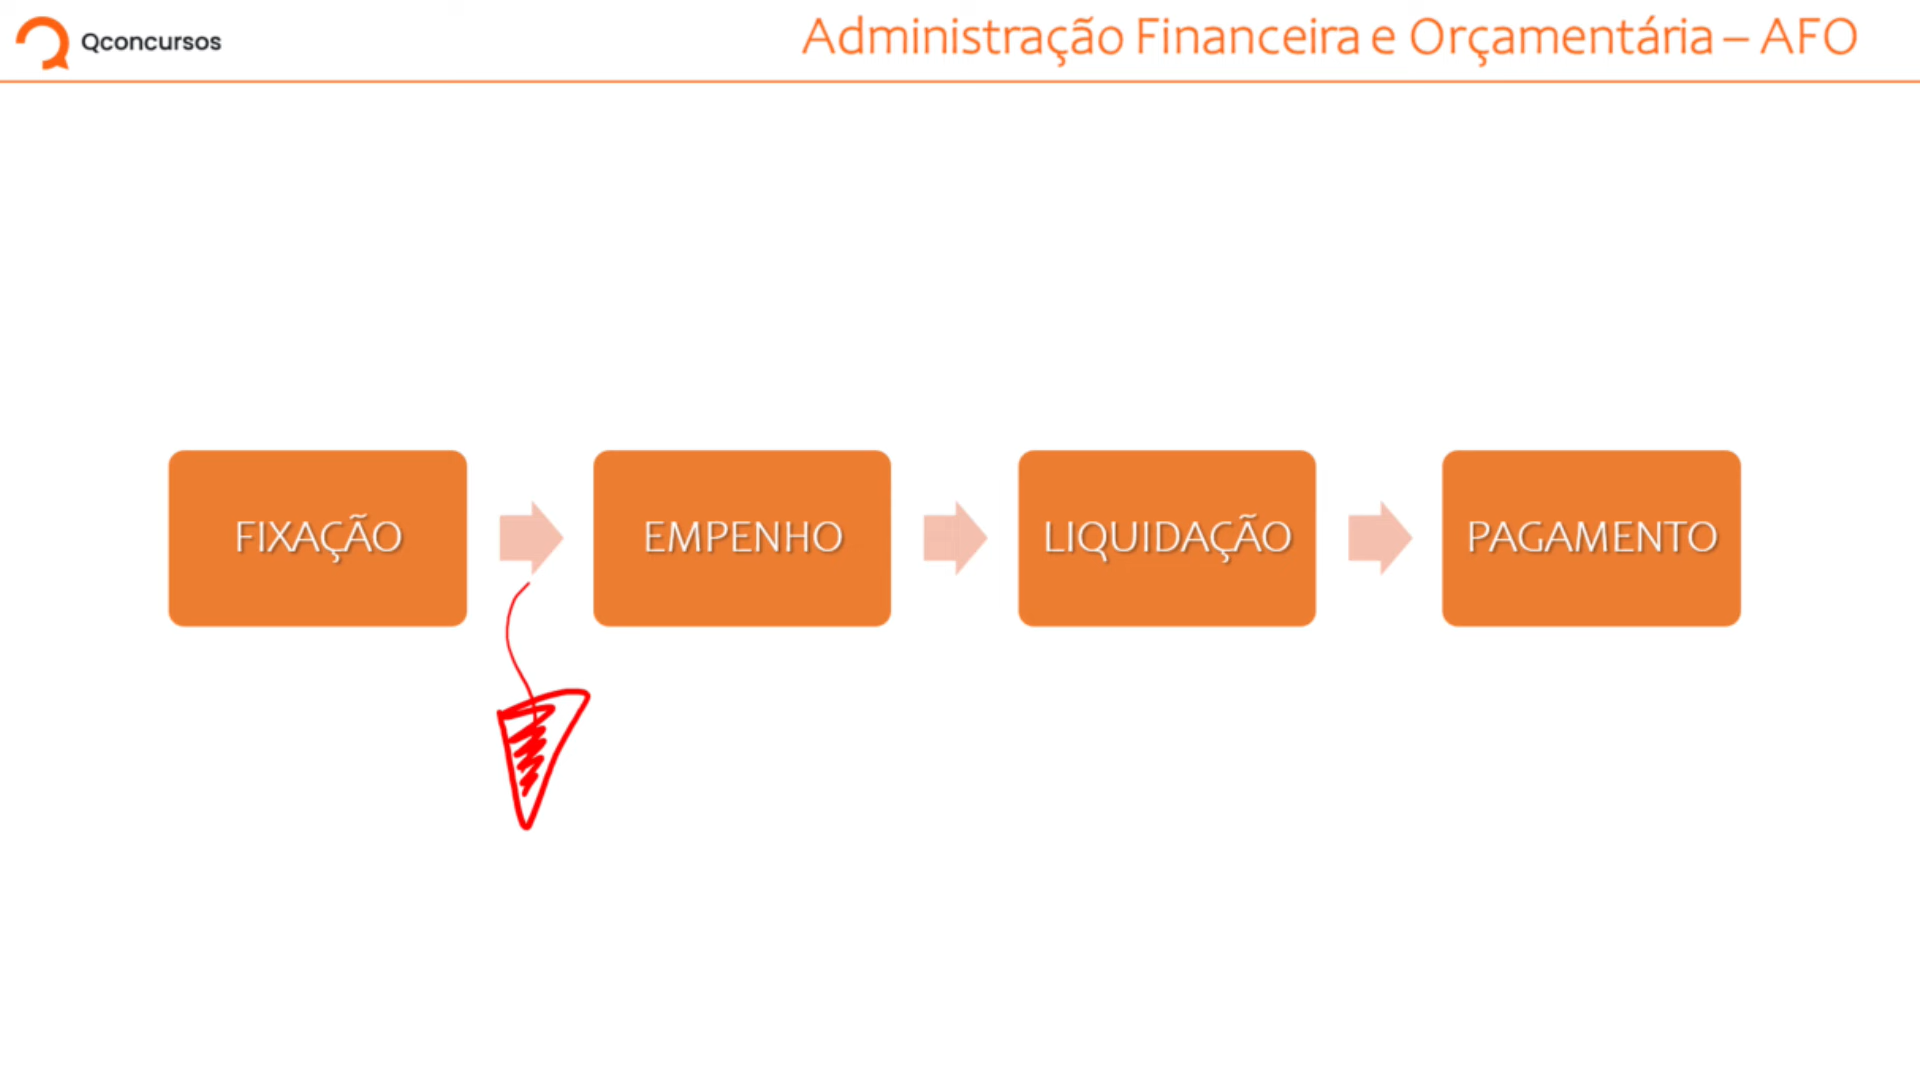 Qconcursos
Administração Financeira e Orçamentária – AFO
FIXAÇÃO
EMPENHO
LIQUIDAÇÃO
PAGAMENTO